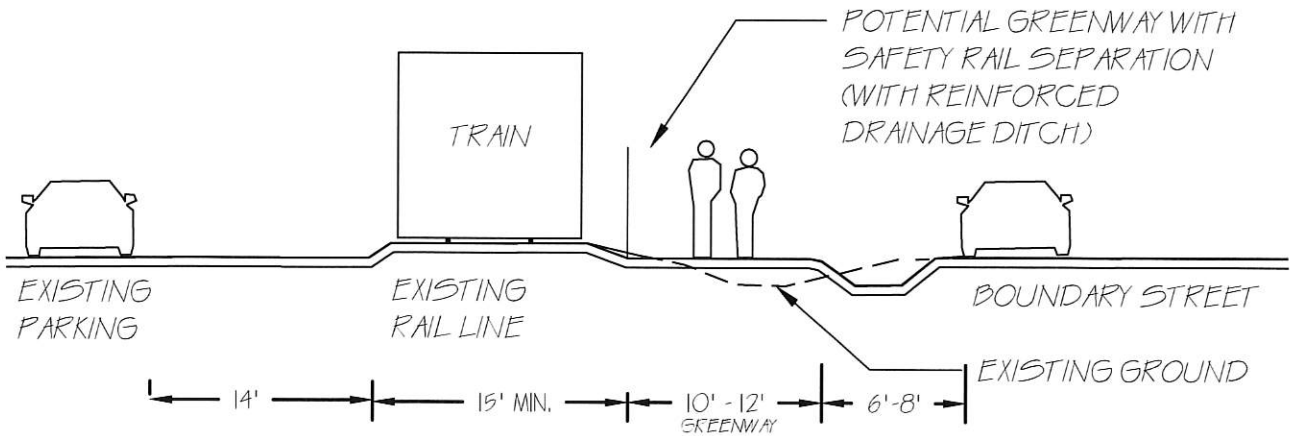 POTENTIAL GREENWAY WITH
SAFETY RAIL SEPARATION
(WITH REINFORCED
DRAINAGE DITCH)
TRAIN
EXISTING
PARKING
EXISTING
RAIL LINE
BOUNDARY STREET
EXISTING GROUND
14'
15' MIN.
10' - 12'
GREENWAY
6'-8'